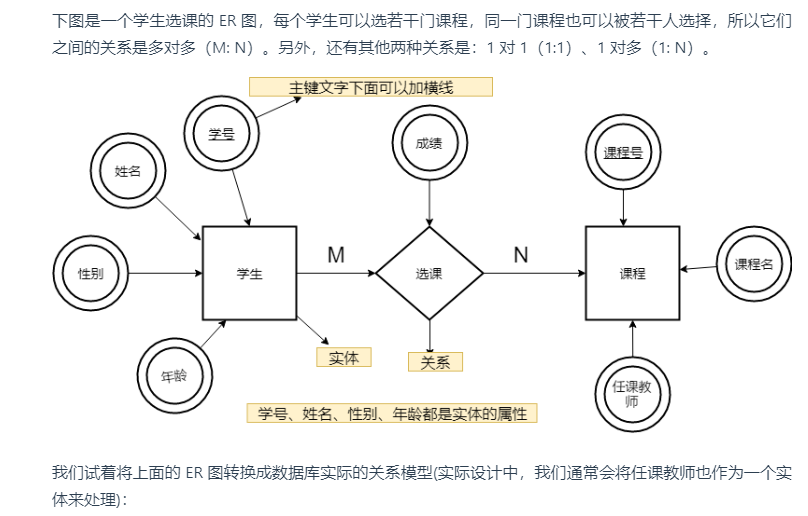 下图是一个学生选课的 ER 图，每个学生可以选若干门课程，同一门课程也可以被若干人选择，所以它们
之间的关系是多对多（M: N）。另外，还有其他两种关系是：1 对 1（1:1）、1 对多（1: N）。
主键文字下面可以加横线
学号
成绩
课程号
姓名
M
N
性别
学生
选课
课程
课程名
实体
关系
年龄
任课教
师
学号、姓名、性别、年龄都是实体的属性
我们试着将上面的 ER 图转换成数据库实际的关系模型(实际设计中，我们通常会将任课教师也作为一个实
体来处理)：